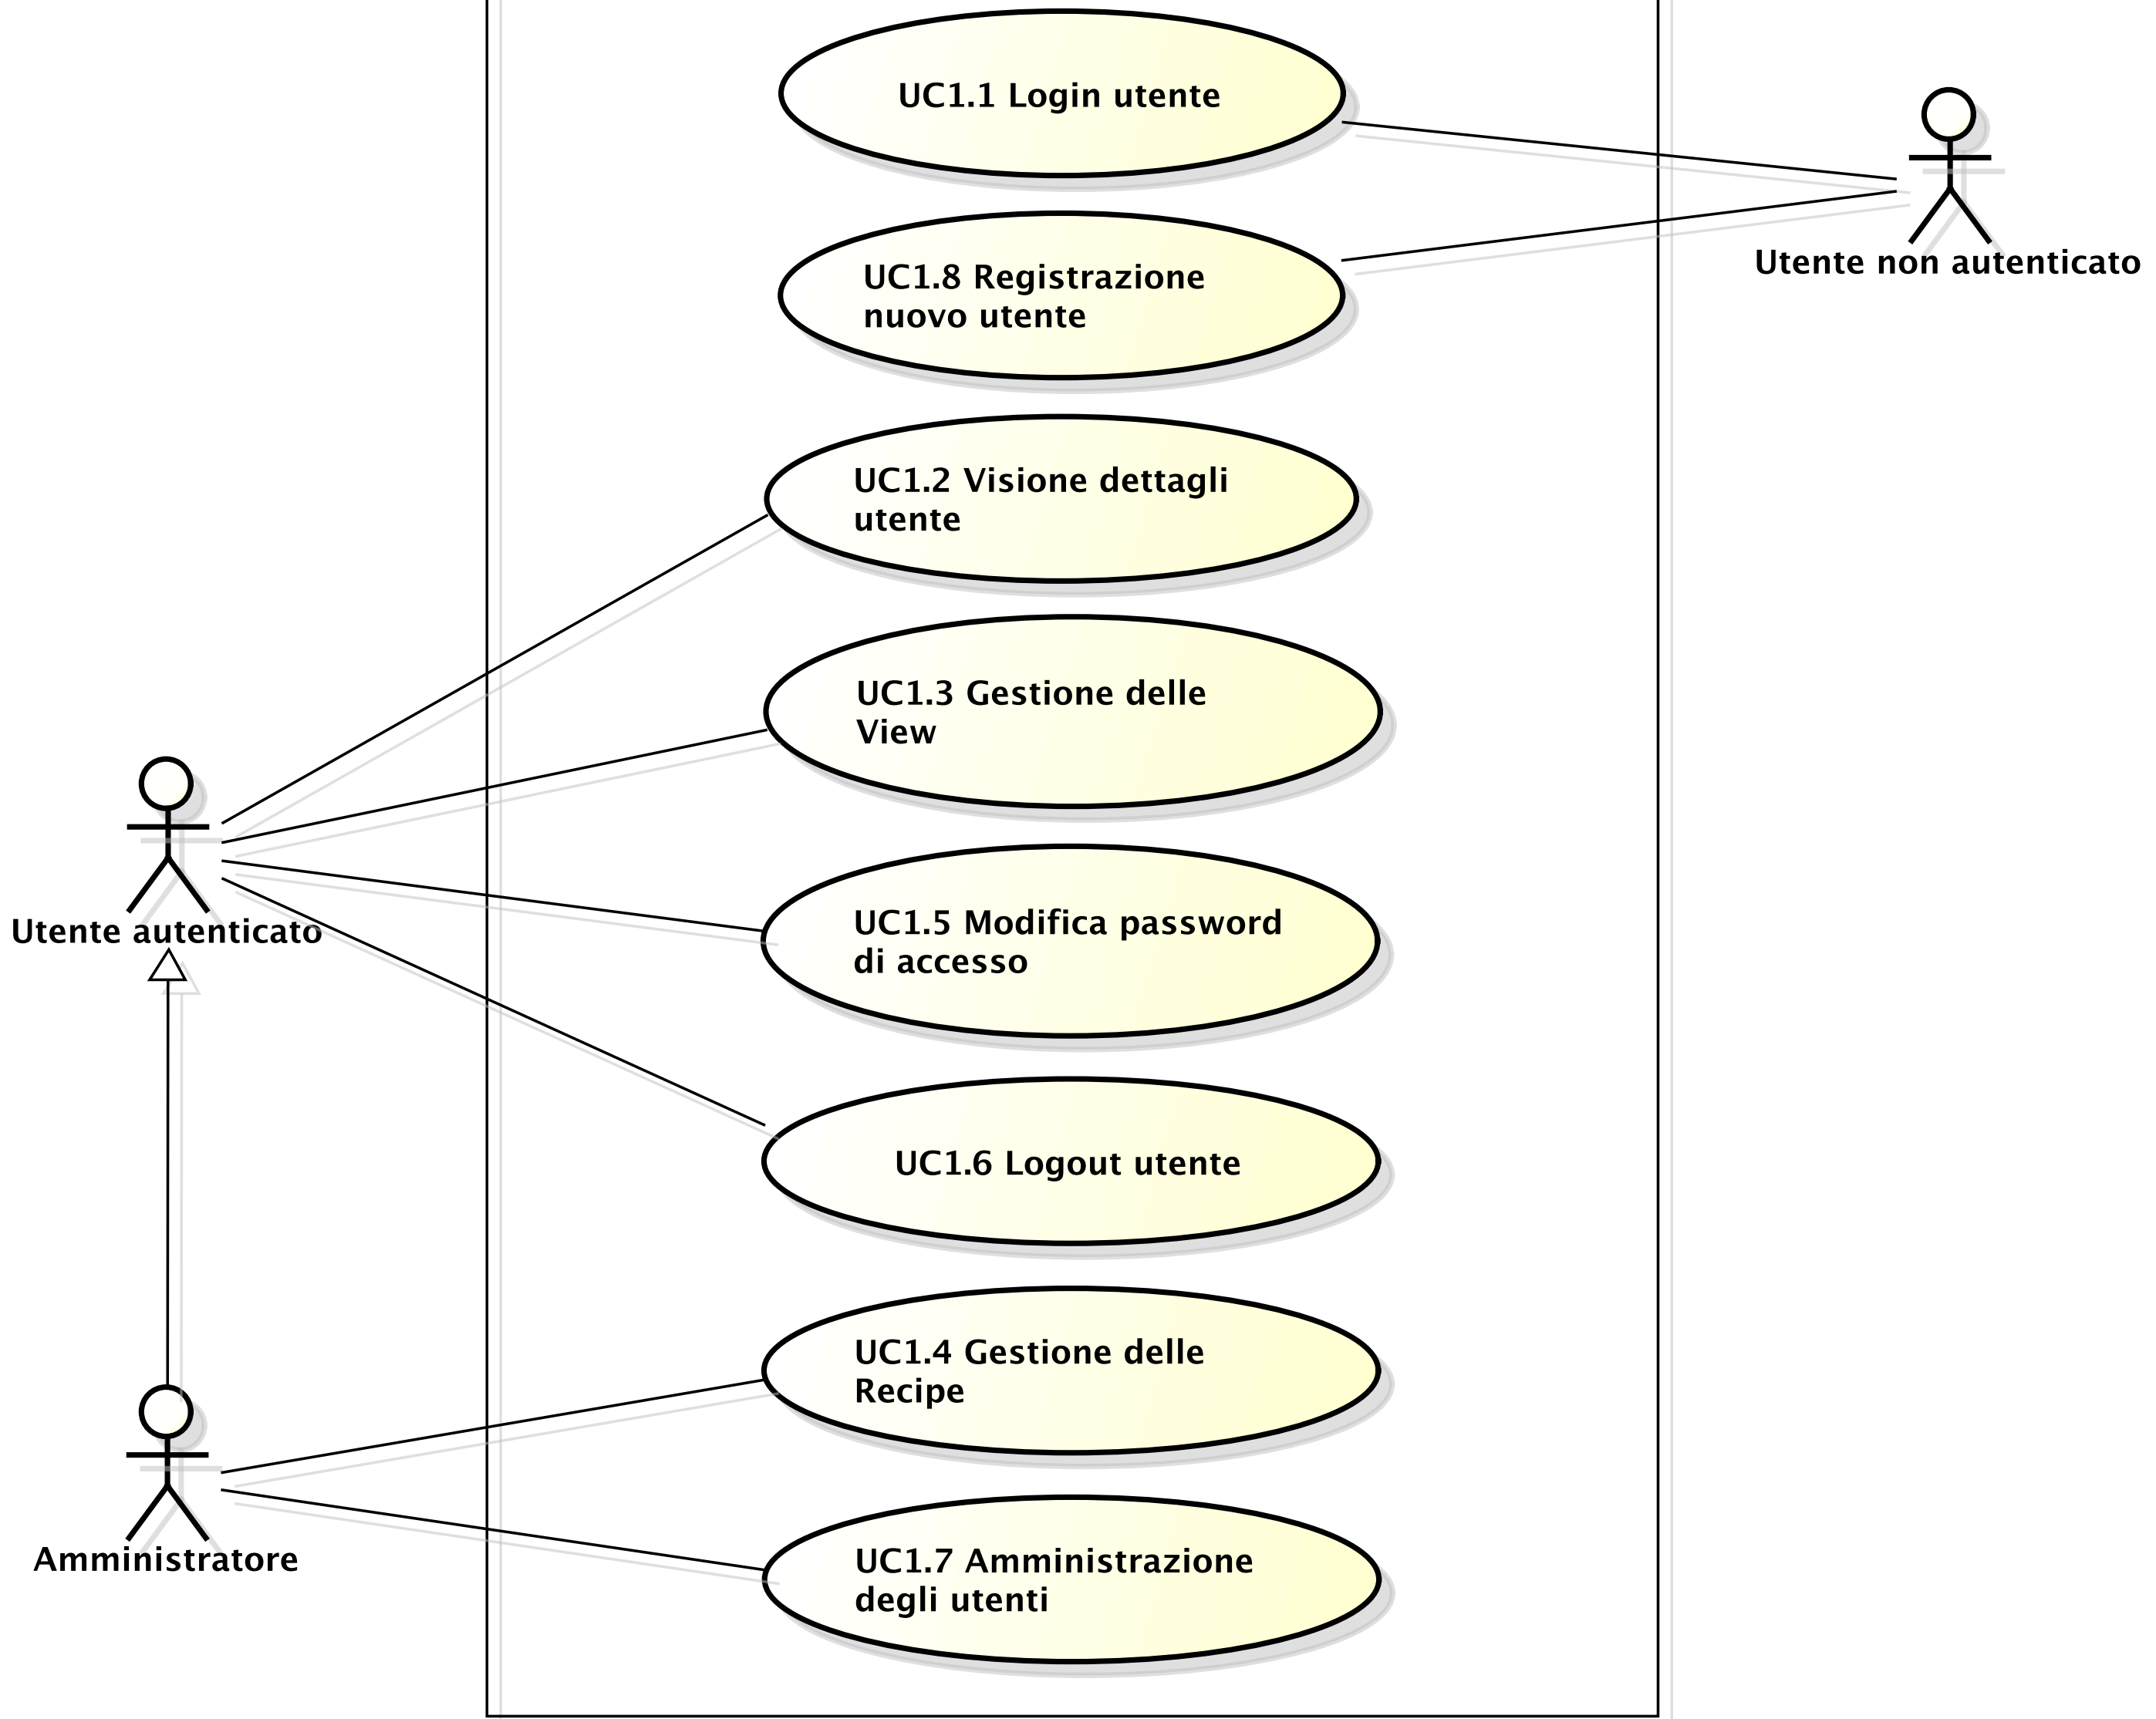 UC1.1 Login utente
Utente non autenticato
UC1.8 Registrazione
nuovo utente
UC1.2 Visione dettagli
utente
UC1.3 Gestione delle
View
Utente autenticato
UC1.5 Modifica password
di accesso
UC1.6 Logout utente
UC1.4 Gestione delle
Recipe
Amministratore
UC1.7 Amministrazione
degli utenti